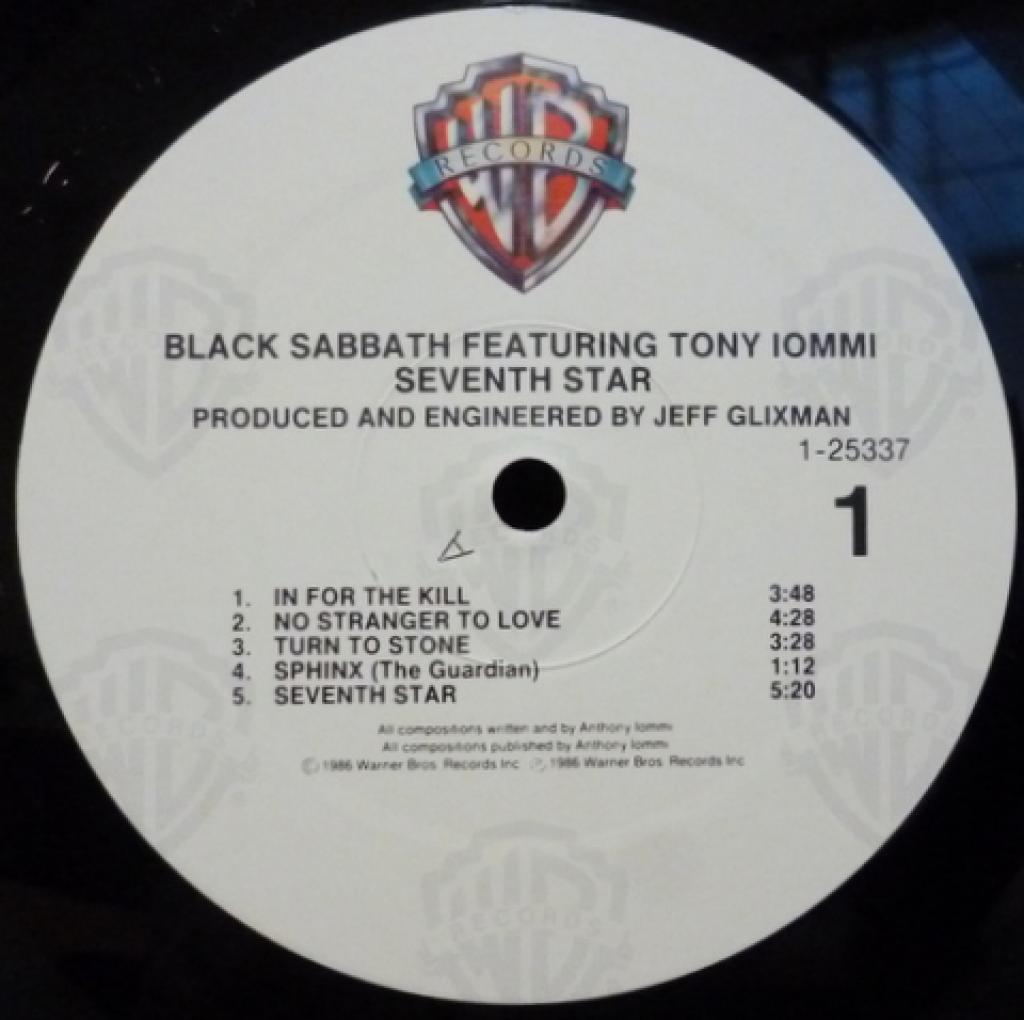 WB
RECORDS
BLACK SABBATH FEATURING TONY IOMMI
SEVENTH STAR
PRODUCED AND ENGINEERED BY JEFF GLIXMAN
1-25337
1
1. IN FOR THE KILL 3:48
2. NO STRANGER TO LOVE 4:28
3. TURN TO STONE 3:28
4. SPHINX (The Guardian) 1:12
5. SEVENTH STAR 5:20
All compositions written and by Anthony Iommi
All compositions published by Anthony Iommi
© 1986 Warner Bros. Records Inc ℗ 1986 Warner Bros. Records Inc